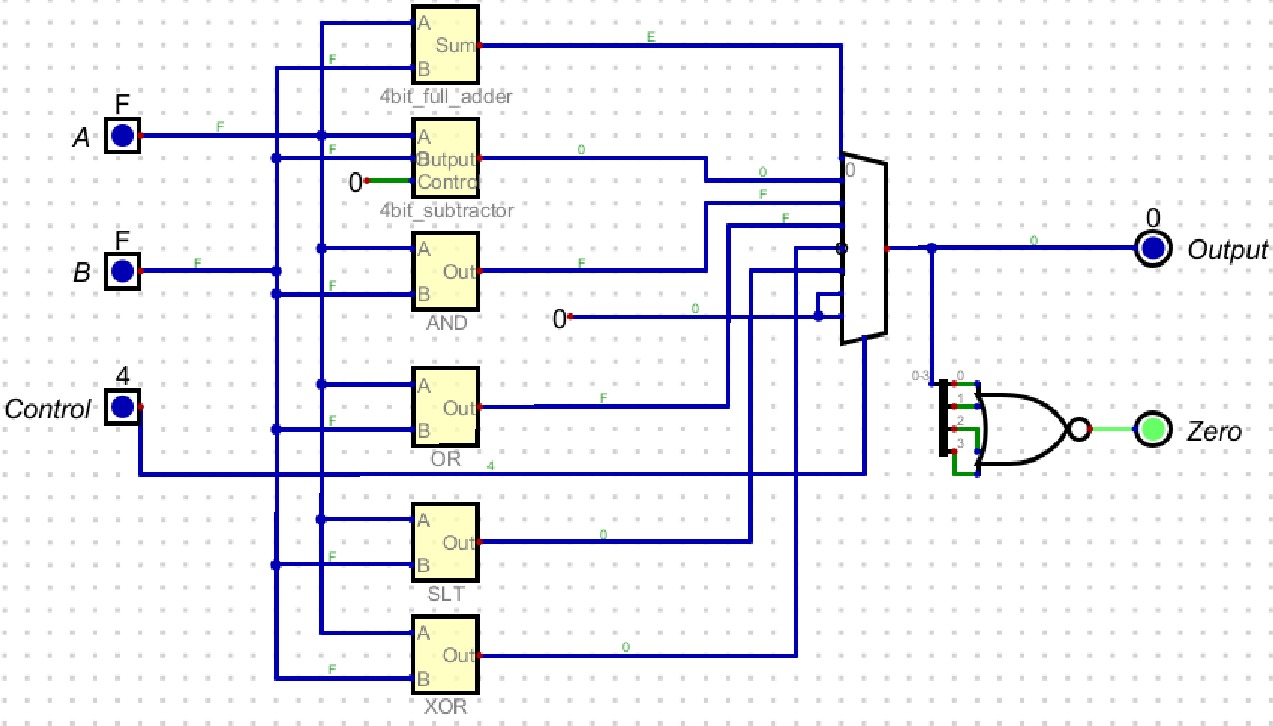 A
Sum
E
F
B
4bit_full_adder
F
A
F
A
F
Output
B
0
0
0
Control
0
4bit_subtractor
F
F
0
Output
0
F
B
F
A
Out
F
F
B
AND
0
0
4
Control
A
Out
F
F
B
OR
4
0-3
0
1
2
3
Zero
A
Out
0
F
B
SLT
A
Out
0
F
B
XOR